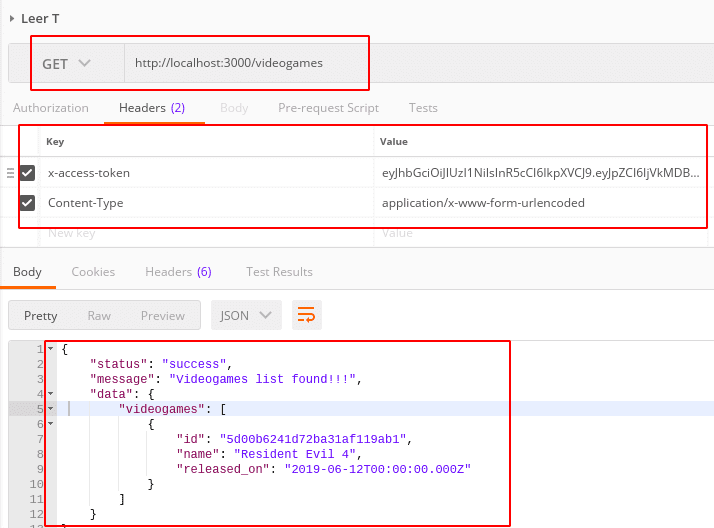 Leer T
GET http://localhost:3000/videogames
Authorization Headers (2) Body Pre-request Script Tests
Key Value
x-access-token eyJhbGciOiJIUzI1NiIsInR5cCI6IkpXVCJ9.eyJpZCI6IjVkMDB...
Content-Type application/x-www-form-urlencoded
New key Value
Body Cookies Headers (6) Test Results
Pretty Raw Preview JSON
1 {
2 "status": "success",
3 "message": "Videogames list found!!!",
4 "data": {
5 "videogames": [
6 {
7 "id": "5d00b6241d72ba31af119ab1",
8 "name": "Resident Evil 4",
9 "released_on": "2019-06-12T00:00:00.000Z"
10 }
11 ]
12 }